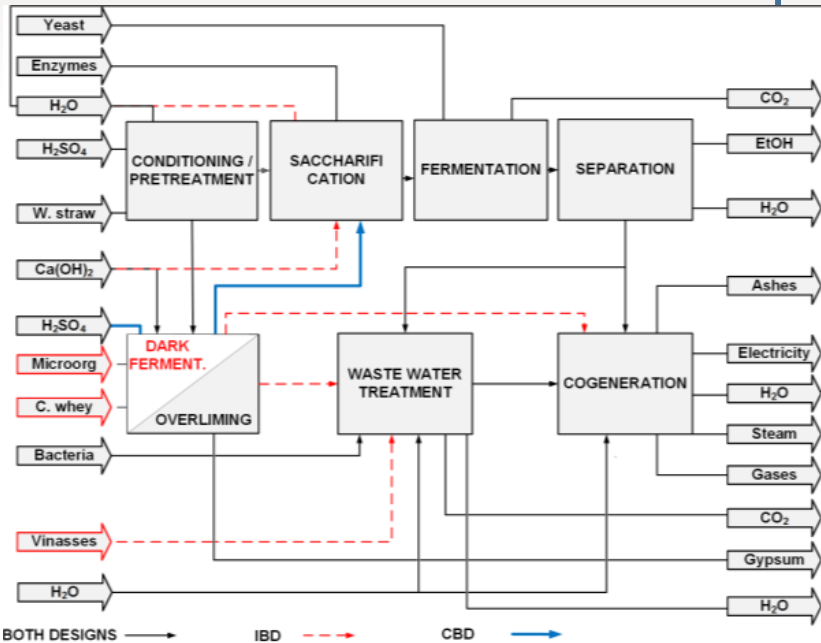 Yeast
Enzymes
H₂O
H₂SO₄
W. straw
Ca(OH)₂
H₂SO₄
Microorg
C. whey
Bacteria
Vinasses
H₂O
CONDITIONING /
PRETREATMENT
SACCHARIFI
CATION
FERMENTATION
SEPARATION
DARK
FERMENT.
OVERLIMING
WASTE WATER
TREATMENT
COGENERATION
CO₂
EtOH
H₂O
Ashes
Electricity
H₂O
Steam
Gases
CO₂
Gypsum
H₂O
BOTH DESIGNS
IBD
CBD